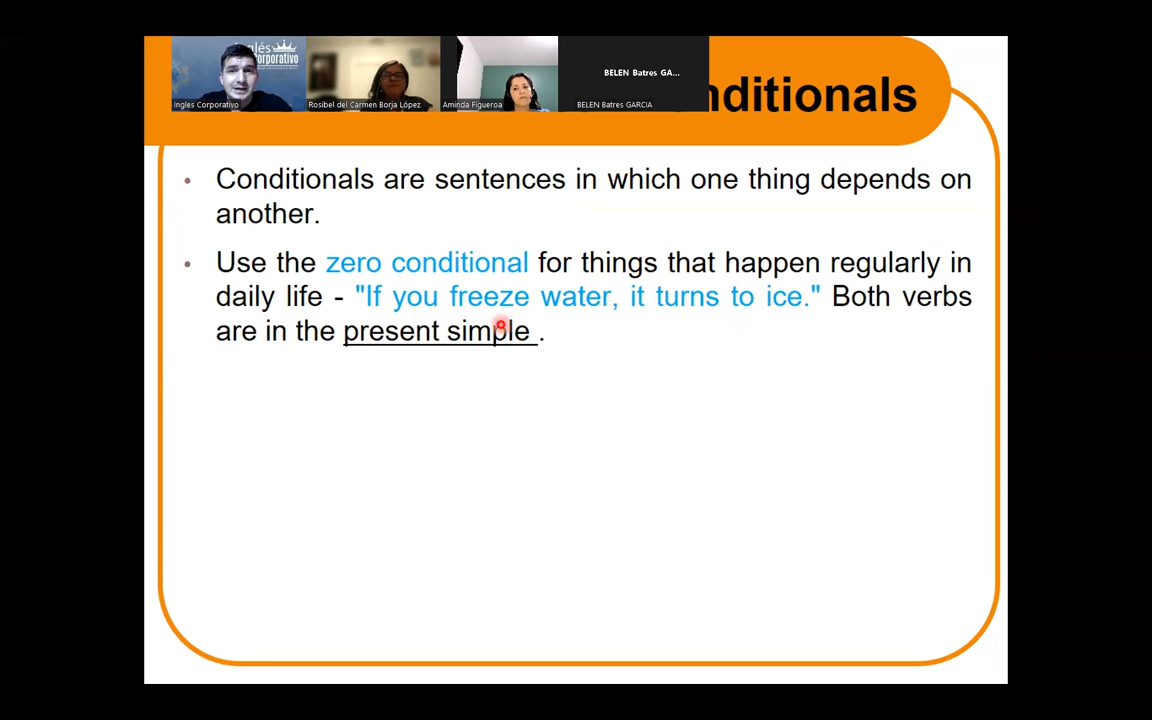 nglés
orporativo
Ingles Corporativo
Rosibel del Carmen Borja López
Aminda Figueroa
BELEN Batres GA...
BELEN Batres GARCIA
nditionals
• Conditionals are sentences in which one thing depends on
another.
• Use the zero conditional for things that happen regularly in
daily life - "If you freeze water, it turns to ice." Both verbs
are in the present simple .